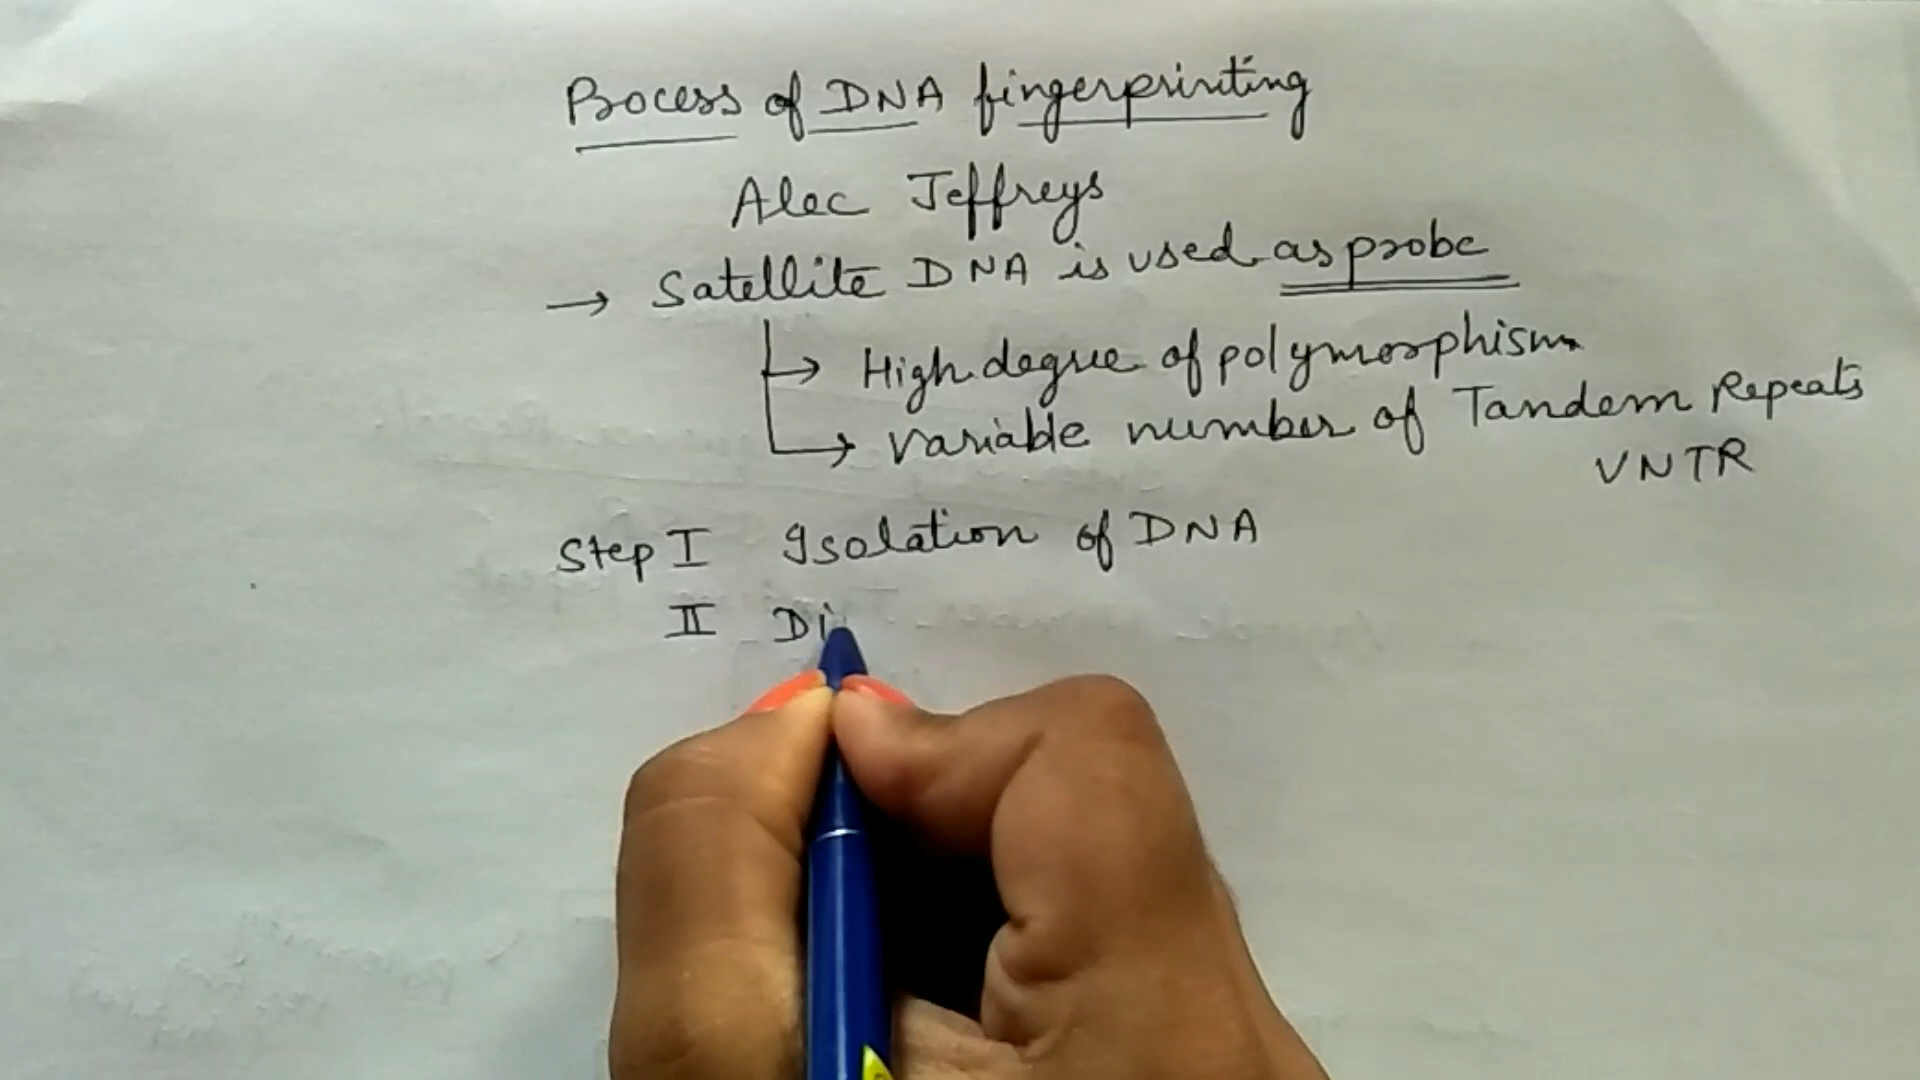 Process of DNA fingerprinting
Alec Jeffreys
→ Satellite DNA is used as probe
→ High degree of polymorphism
→ Variable number of Tandem Repeats
VNTR
Step I Isolation of DNA
II Di